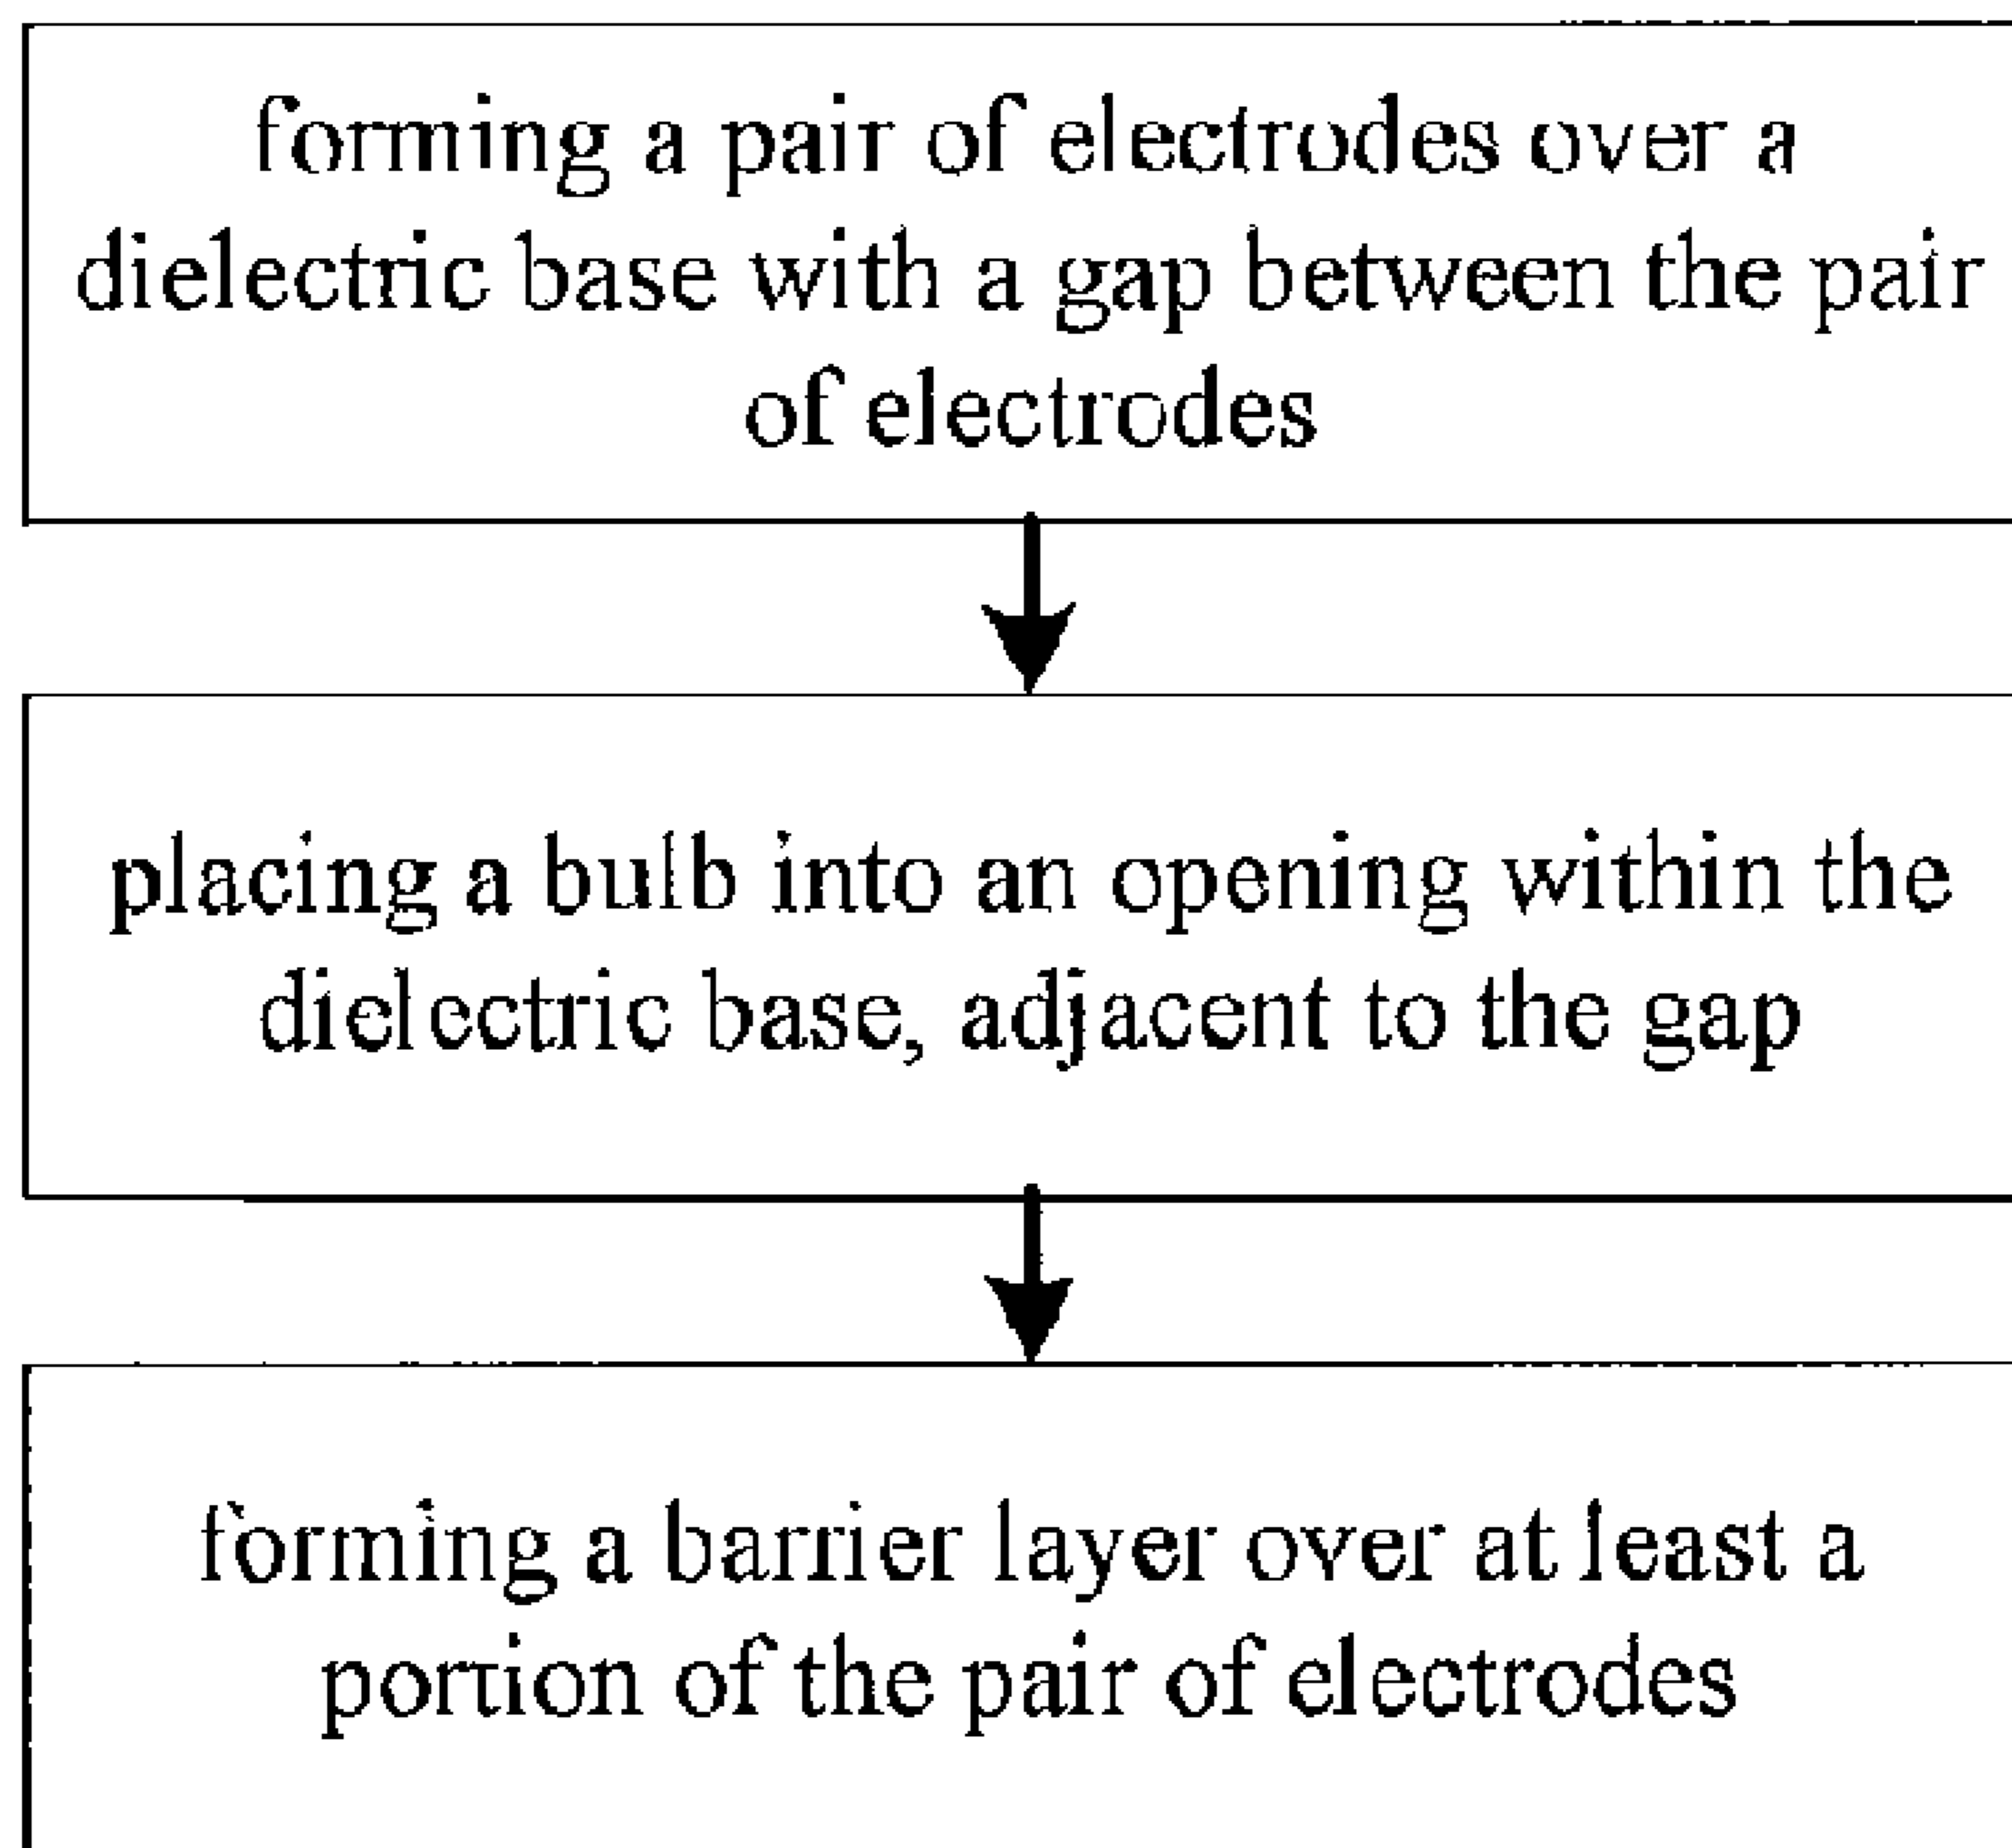 forming a pair of electrodes over a
dielectric base with a gap between the pair
of electrodes
placing a bulb into an opening within the
dielectric base, adjacent to the gap
forming a barrier layer over at least a
portion of the pair of electrodes